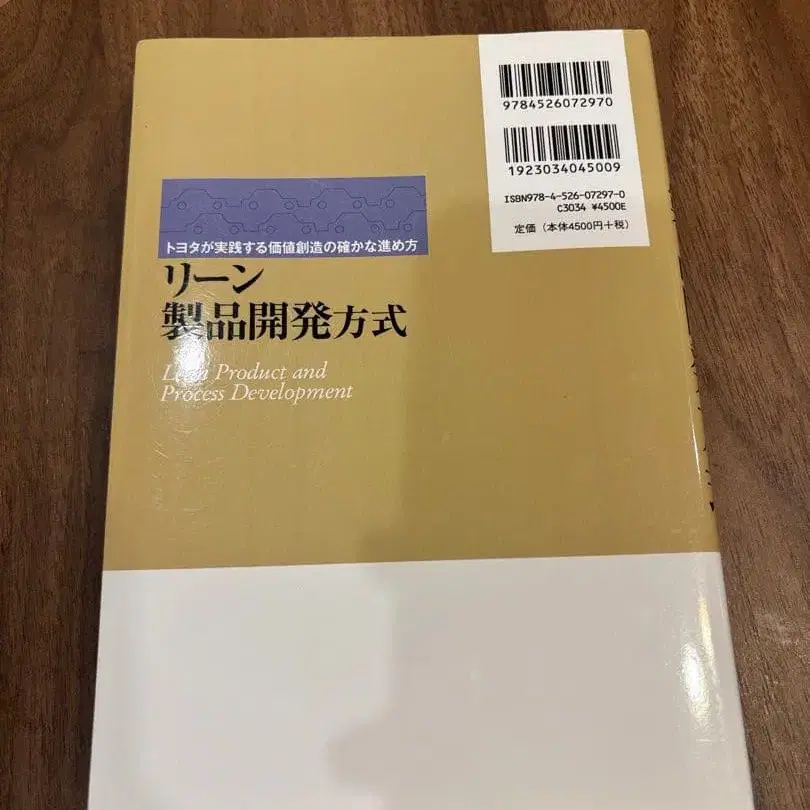 9784526072970
1923034045009
ISBN978-4-526-07297-0
C3034 ¥4500E
定価（本体4500円＋税）
トヨタが実践する価値創造の確かな進め方
リーン
製品開発方式
Lean Product and
Process Development